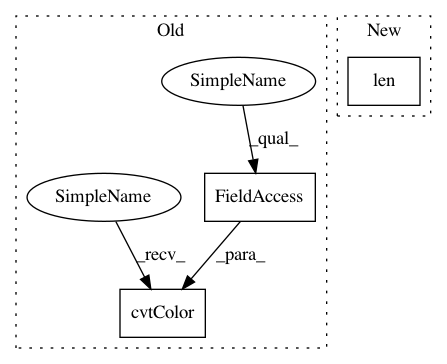 Old
New
SimpleName
len
_qual_
SimpleName
FieldAccess
_recv_
_para_
cvtColor